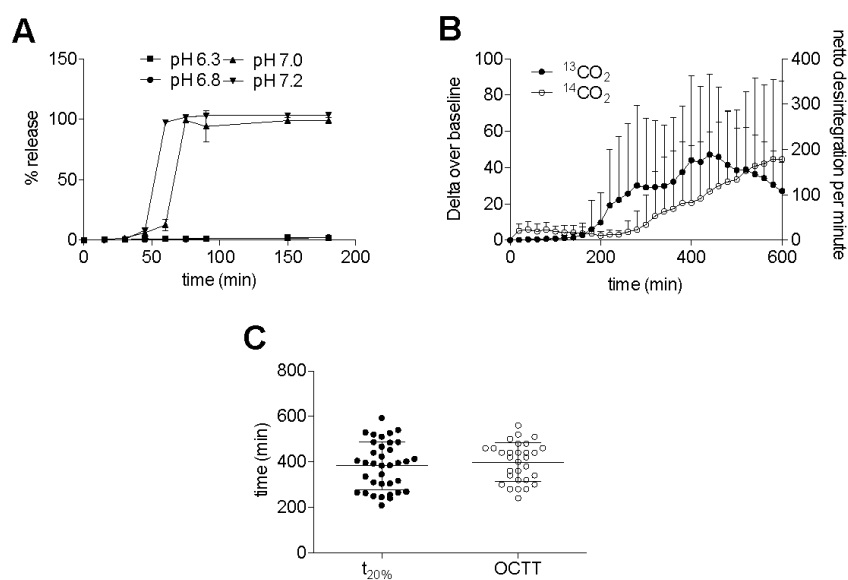 A
150
100
50
0
% release
pH 6.3 pH 7.0
pH 6.8 pH 7.2
0 50 100 150 200
time (min)
B
100
80
60
40
20
0
Delta over baseline
¹³CO₂
¹⁴CO₂
400
300
200
100
0
netto desintegration per minute
0 200 400 600
time (min)
C
800
600
400
200
0
time (min)
t₂₀% OCTT